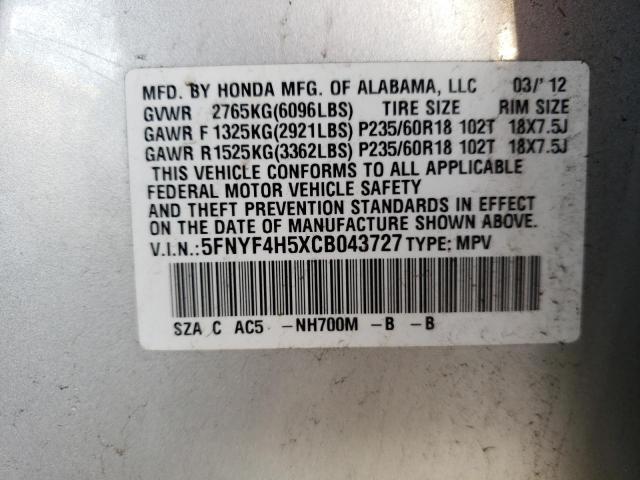 MFD. BY HONDA MFG. OF ALABAMA, LLC 03/'12
GVWR 2765KG(6096LBS) TIRE SIZE RIM SIZE
GAWR F 1325KG(2921LBS) P235/60R18 102T 18X7.5J
GAWR R1525KG(3362LBS) P235/60R18 102T 18X7.5J
THIS VEHICLE CONFORMS TO ALL APPLICABLE
FEDERAL MOTOR VEHICLE SAFETY
AND THEFT PREVENTION STANDARDS IN EFFECT
ON THE DATE OF MANUFACTURE SHOWN ABOVE.
V.I.N.: 5FNYF4H5XCB043727 TYPE: MPV
SZA C AC5 -NH700M -B -B